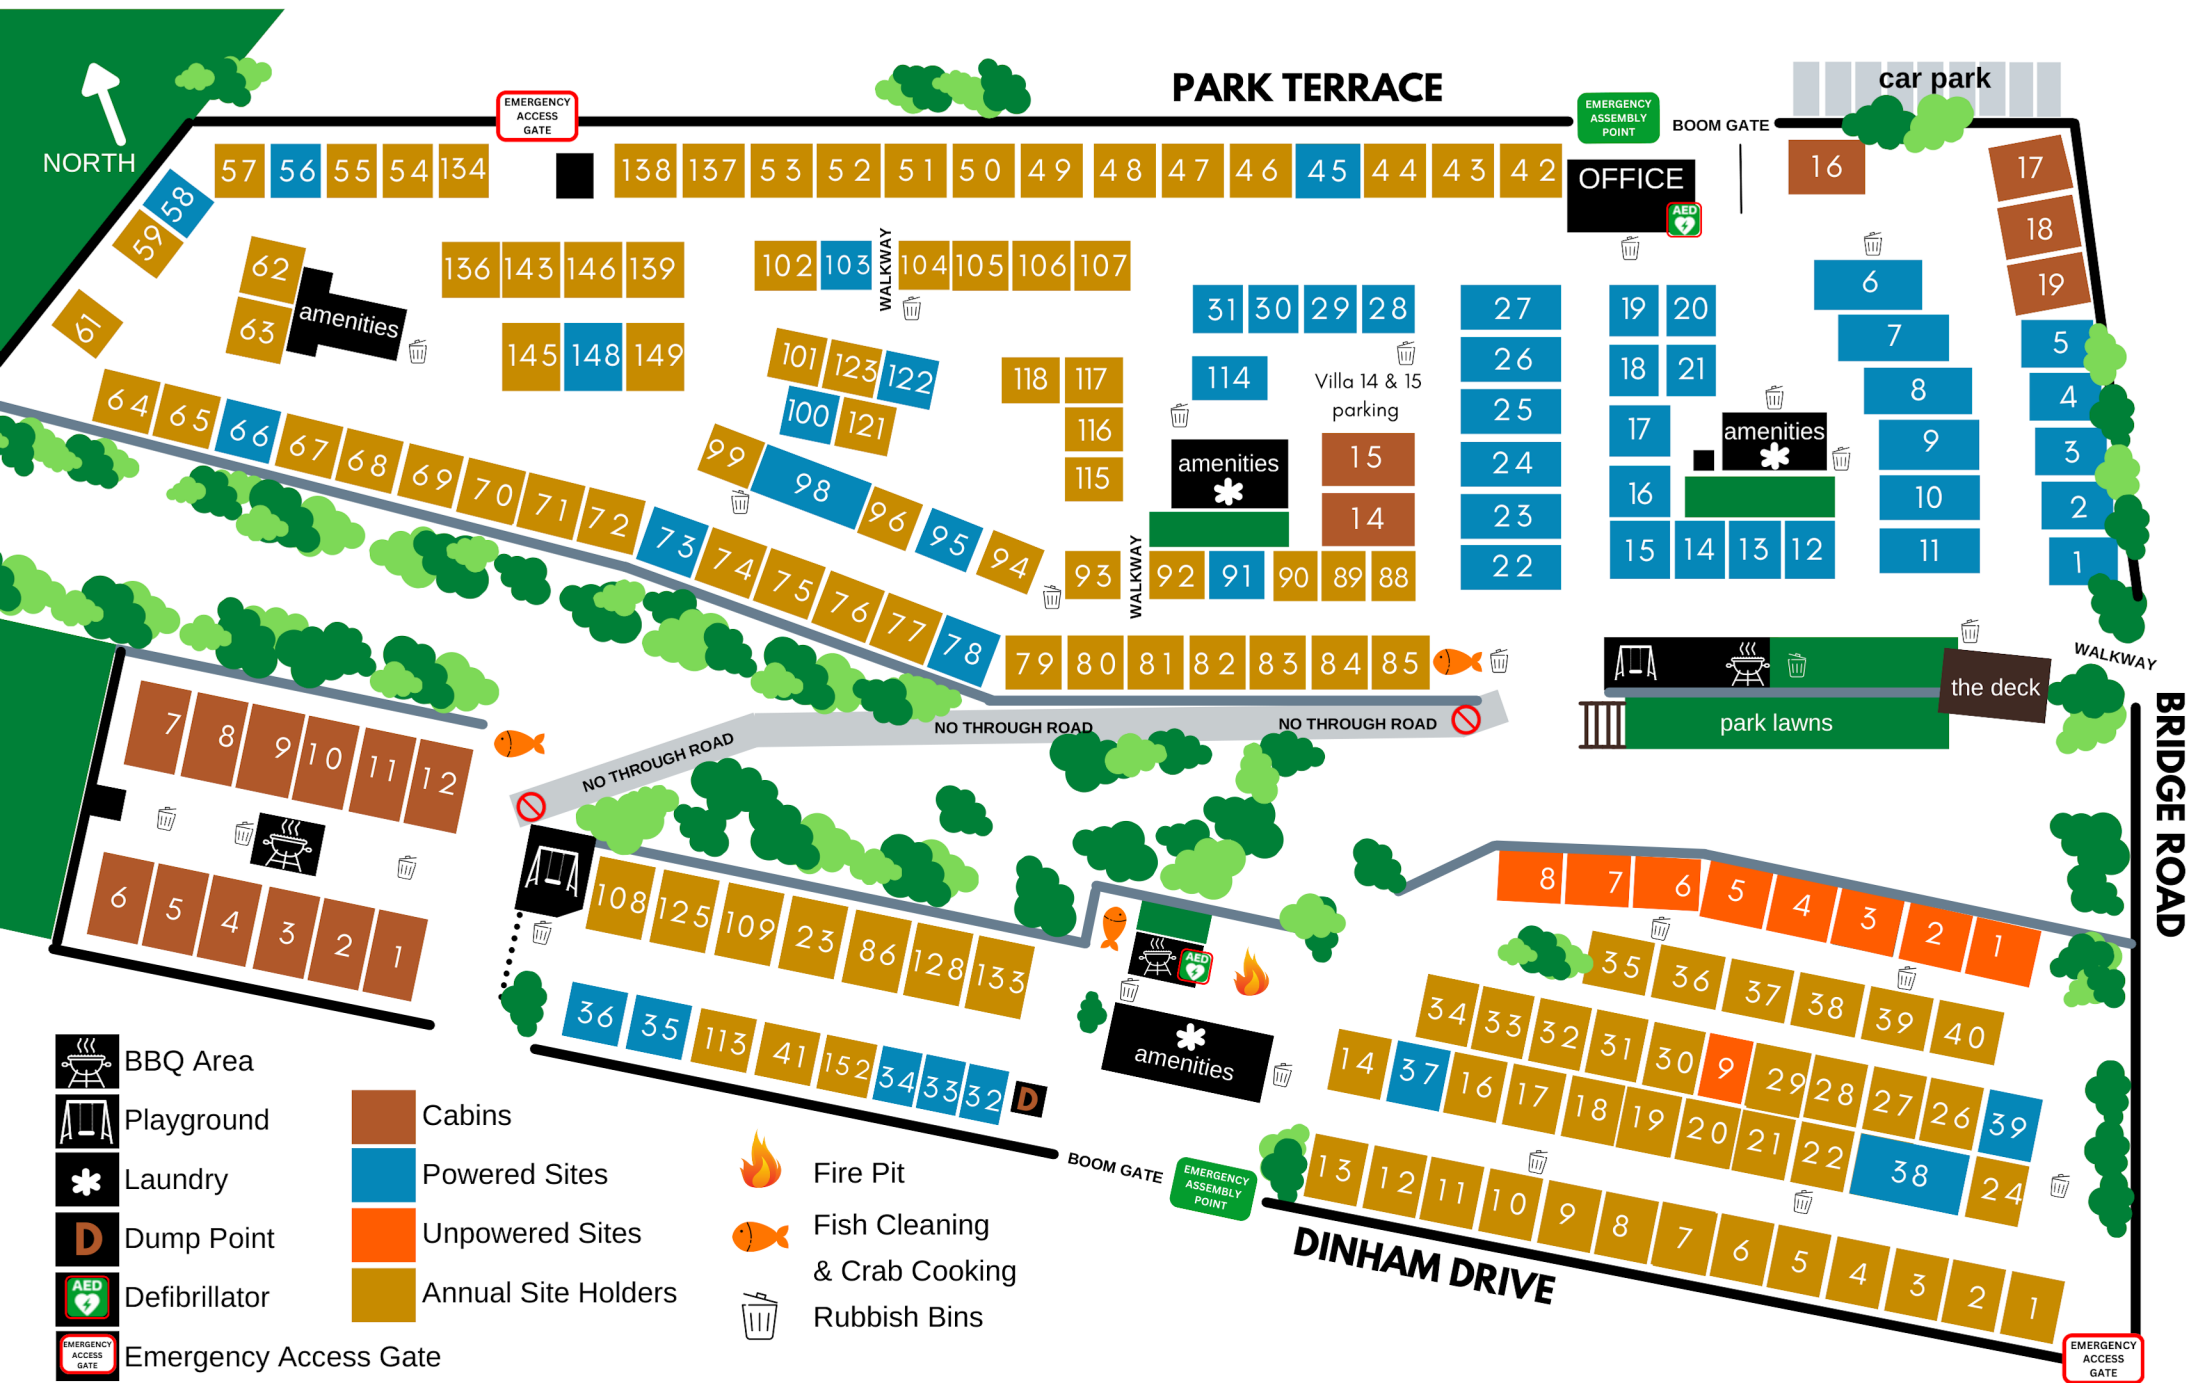 PARK TERRACE
car park
EMERGENCY
ACCESS
GATE
EMERGENCY
ASSEMBLY
POINT
BOOM GATE
NORTH
57 56 55 54 134
138 137 53 52 51 50 49 48 47 46 45 44 43 42
OFFICE
AED
16
17
18
19
58
59
61
62
63
amenities
136 143 146 139
145 148 149
102 103
WALKWAY
104 105 106 107
101 123 122
100 121
118 117
116
115
31 30 29 28
114
Villa 14 & 15
parking
amenities
15
14
27
26
25
24
23
22
19 20
18 21
17
16
15 14 13 12
amenities
6
7
8
9
10
11
5
4
3
2
1
64 65 66 67 68 69 70 71 72 73 74 75 76 77 78
99 98 96 95 94
93
WALKWAY
92 91 90 89 88
79 80 81 82 83 84 85
WALKWAY
the deck
park lawns
BRIDGE ROAD
NO THROUGH ROAD
NO THROUGH ROAD
NO THROUGH ROAD
7 8 9 10 11 12
6 5 4 3 2 1
108 125 109 23 86 128 133
36 35 113 41 152 34 33 32
D
AED
amenities
8 7 6 5 4 3 2 1
35 36 37 38 39 40
34 33 32 31 30 9 29 28 27 26 39
14 37 16 17 18 19 20 21 22 38 24
13 12 11 10 9 8 7 6 5 4 3 2 1
BOOM GATE
EMERGENCY
ASSEMBLY
POINT
DINHAM DRIVE
EMERGENCY
ACCESS
GATE
BBQ Area
Playground
Laundry
D
Dump Point
AED
Defibrillator
EMERGENCY
ACCESS
GATE
Emergency Access Gate
Cabins
Powered Sites
Unpowered Sites
Annual Site Holders
Fire Pit
Fish Cleaning
& Crab Cooking
Rubbish Bins